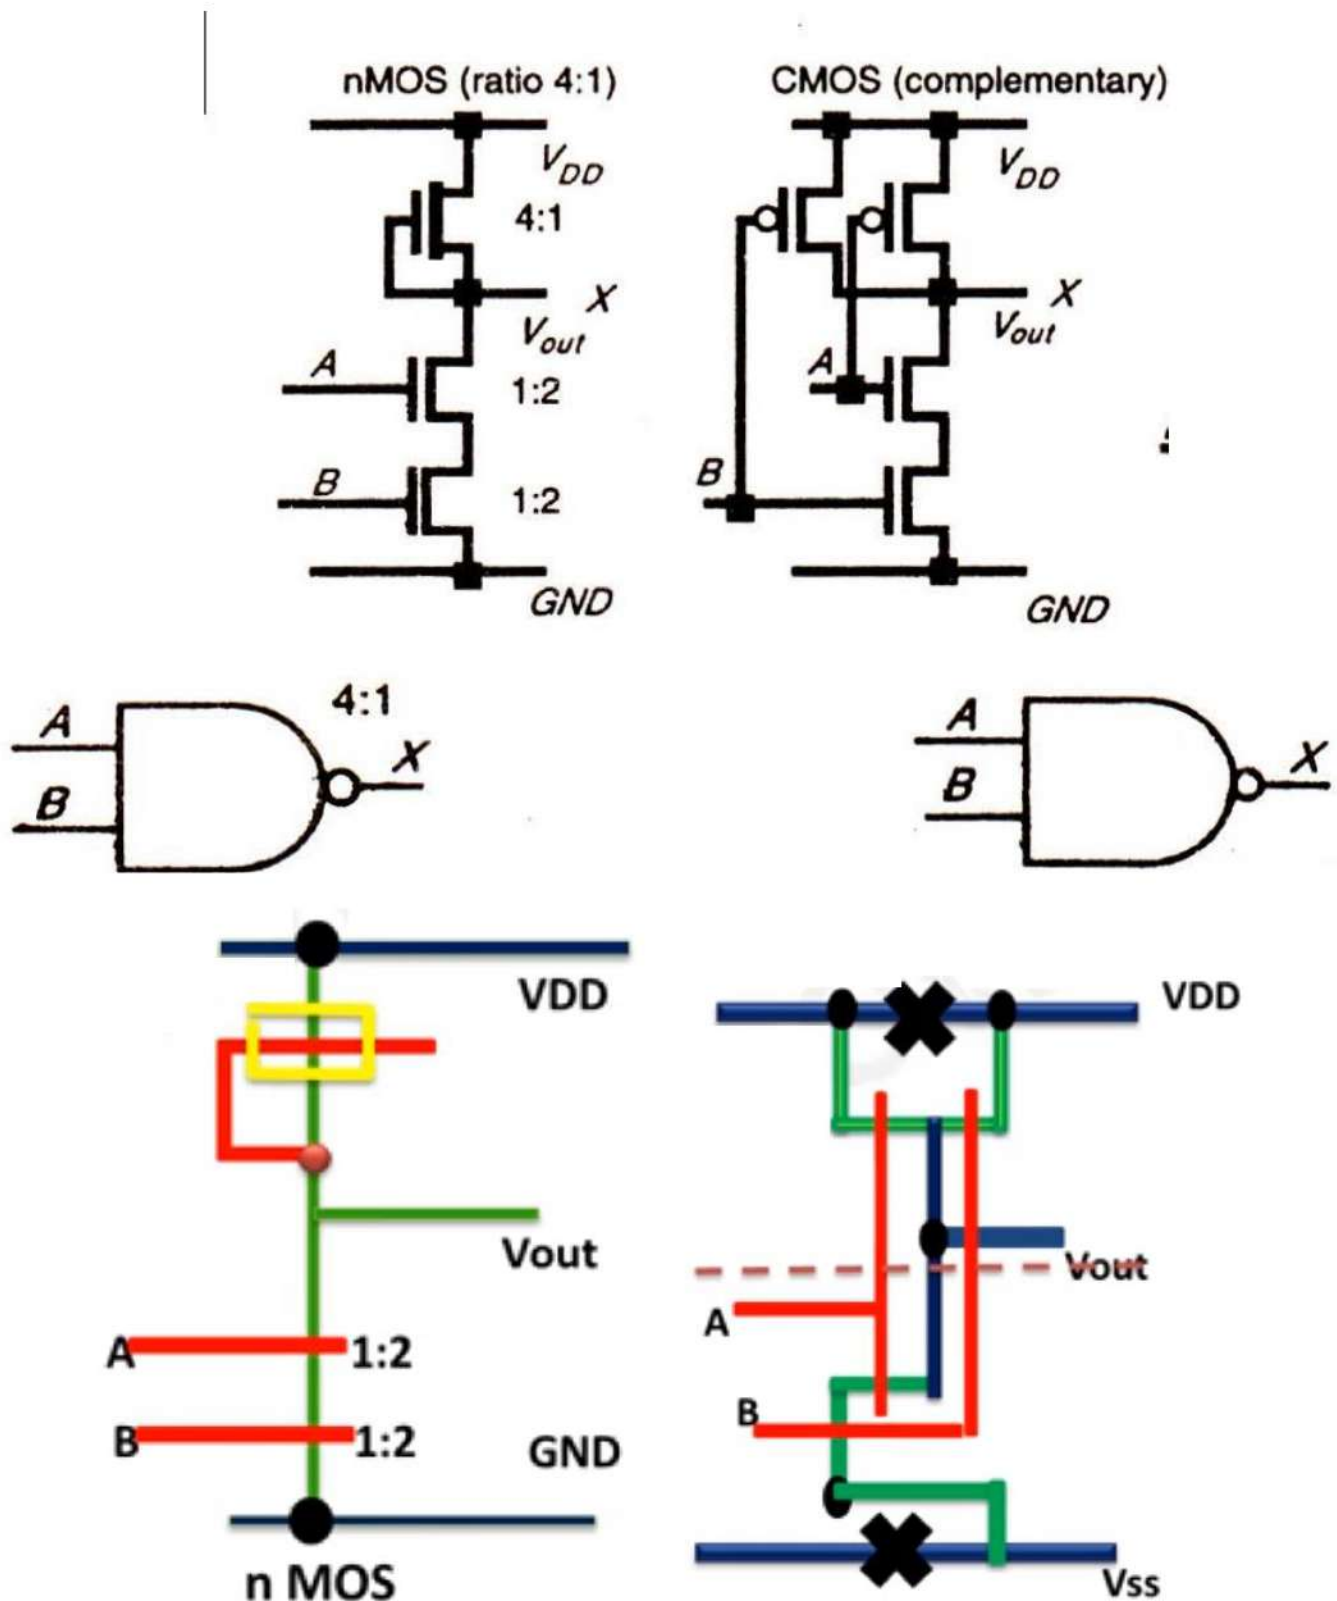 nMOS (ratio 4:1)
CMOS (complementary)
VDD
4:1
X
Vout
A
1:2
B
1:2
GND
VDD
X
Vout
A
B
GND
A
B
4:1
X
A
B
X
VDD
Vout
A
1:2
B
1:2
GND
n MOS
VDD
Vout
A
B
Vss